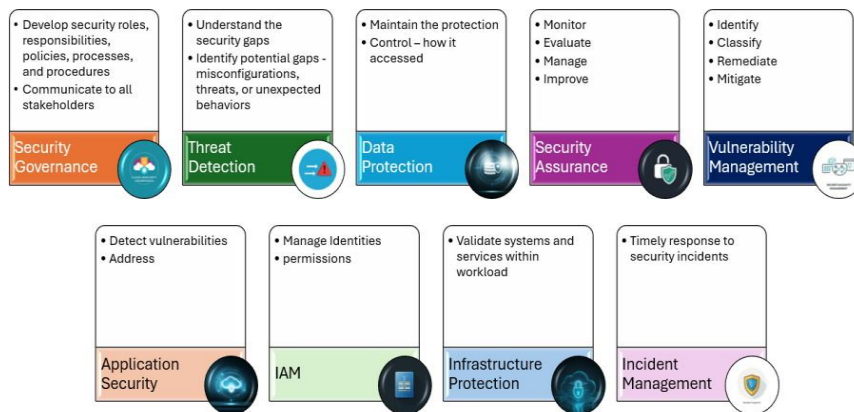 • Develop security roles,
responsibilities,
policies, processes,
and procedures
• Communicate to all
stakeholders
Security
Governance
• Understand the
security gaps
• Identify potential gaps -
misconfigurations,
threats, or unexpected
behaviors
Threat
Detection
• Maintain the protection
• Control – how it
accessed
Data
Protection
• Monitor
• Evaluate
• Manage
• Improve
Security
Assurance
• Identify
• Classify
• Remediate
• Mitigate
Vulnerability
Management
• Detect vulnerabilities
• Address
Application
Security
• Manage Identities
• permissions
IAM
• Validate systems and
services within
workload
Infrastructure
Protection
• Timely response to
security incidents
Incident
Management